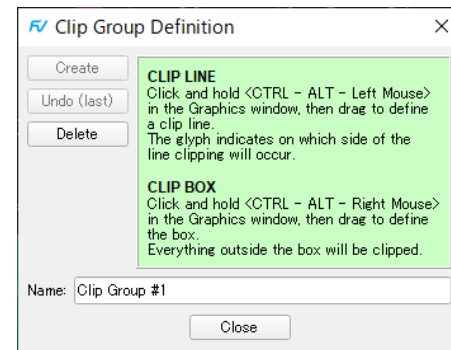 FV Clip Group Definition
Create
Undo (last)
Delete
CLIP LINE
Click and hold <CTRL - ALT - Left Mouse>
in the Graphics window, then drag to define
a clip line.
The glyph indicates on which side of the
line clipping will occur.
CLIP BOX
Click and hold <CTRL - ALT - Right Mouse>
in the Graphics window, then drag to define
the box.
Everything outside the box will be clipped.
Name: Clip Group #1
Close